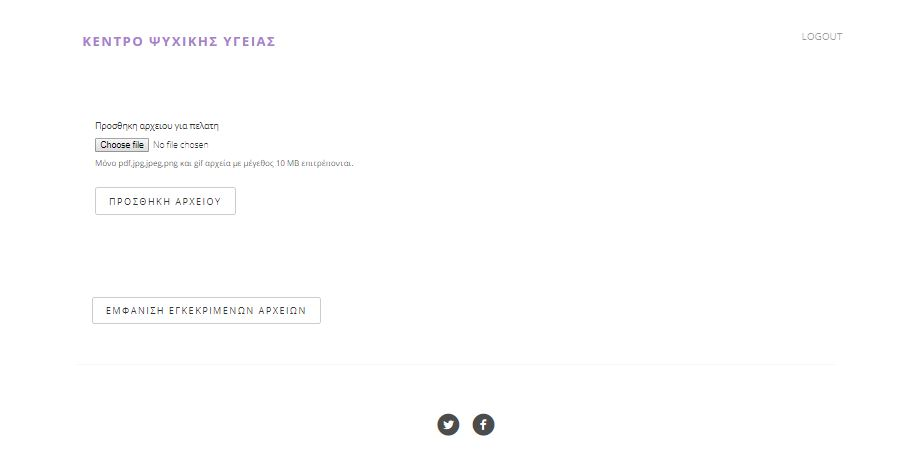 ΚΕΝΤΡΟ ΨΥΧΙΚΗΣ ΥΓΕΙΑΣ
LOGOUT
Προσθηκη αρχειου για πελατη
Choose file No file chosen
Μόνο pdf,jpg,jpeg,png και gif αρχεία με μέγεθος 10 MB επιτρέπονται.
ΠΡΟΣΘΗΚΗ ΑΡΧΕΙΟΥ
ΕΜΦΑΝΙΣΗ ΕΓΚΕΚΡΙΜΕΝΩΝ ΑΡΧΕΙΩΝ